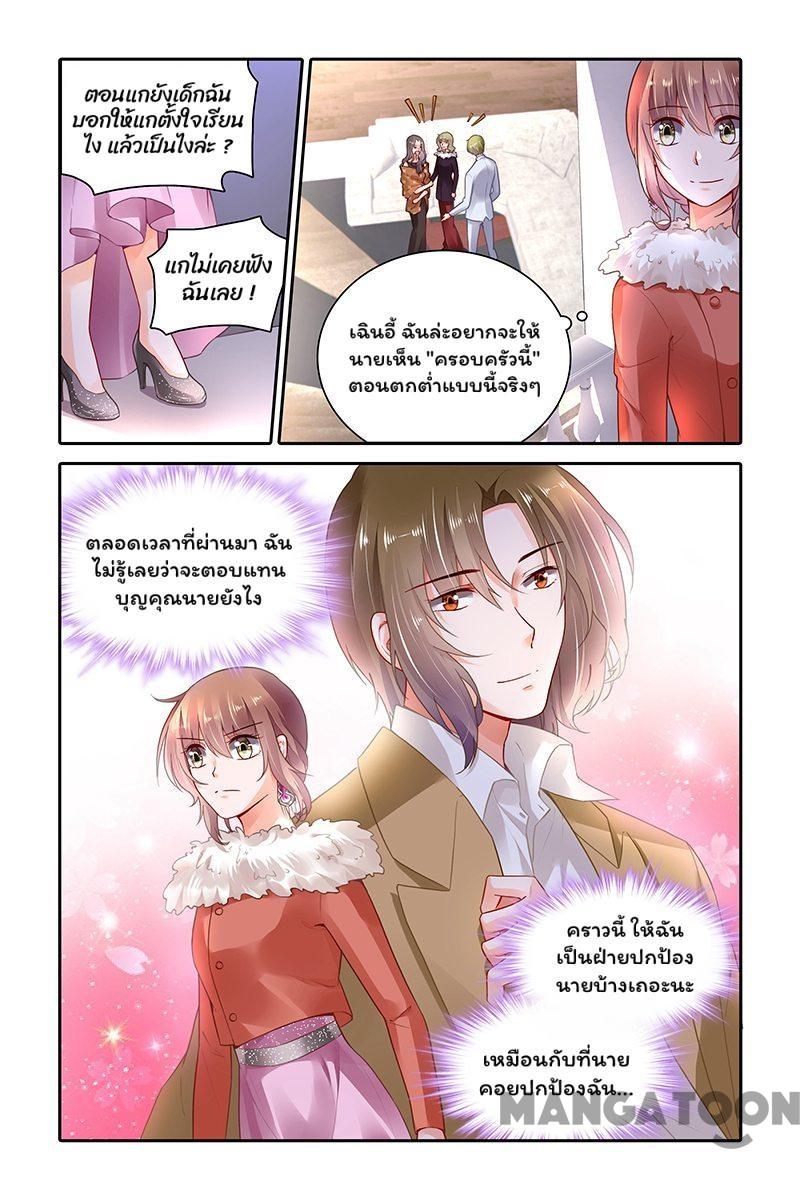 ตอนแกยังเด็กฉัน
บอกให้แกตั้งใจเรียน
ไง แล้วเป็นไงล่ะ ?
แกไม่เคยฟัง
ฉันเลย !
เฉินอี้ ฉันล่ะอยากจะให้
นายเห็น "ครอบครัวนี้"
ตอนตกต่ำแบบนี้จริงๆ
ตลอดเวลาที่ผ่านมา ฉัน
ไม่รู้เลยว่าจะตอบแทน
บุญคุณนายยังไง
คราวนี้ ให้ฉัน
เป็นฝ่ายปกป้อง
นายบ้างเถอะนะ
เหมือนกับที่นาย
คอยปกป้องฉัน...
MANGATOON